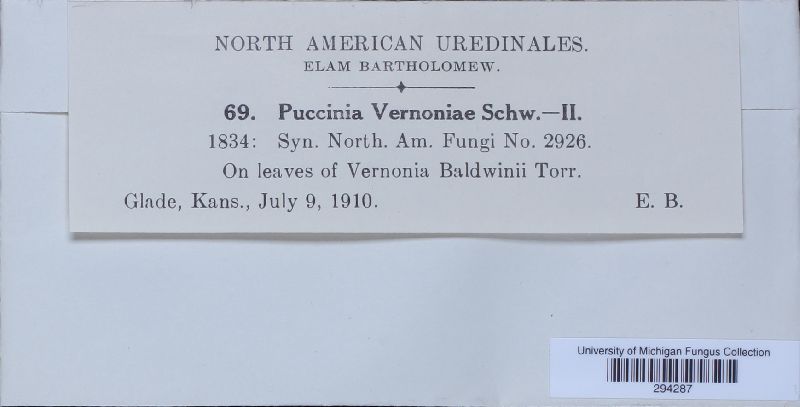 NORTH AMERICAN UREDINALES.
ELAM BARTHOLOMEW.
69. Puccinia Vernoniae Schw.—II.
1834: Syn. North. Am. Fungi No. 2926.
On leaves of Vernonia Baldwinii Torr.
Glade, Kans., July 9, 1910. E. B.
University of Michigan Fungus Collection
294287